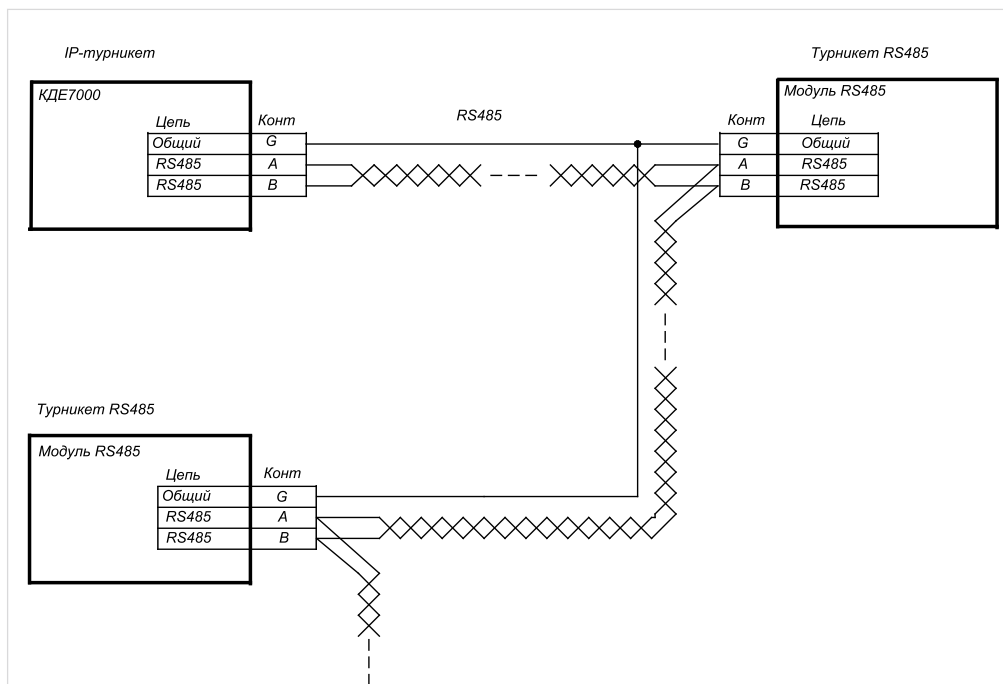 IP-турникет
Турникет RS485
КДЕ7000
Модуль RS485
RS485
Цепь Конт
Конт Цепь
Общий G
G Общий
RS485 A
A RS485
RS485 B
B RS485
Турникет RS485
Модуль RS485
Цепь Конт
Общий G
RS485 A
RS485 B